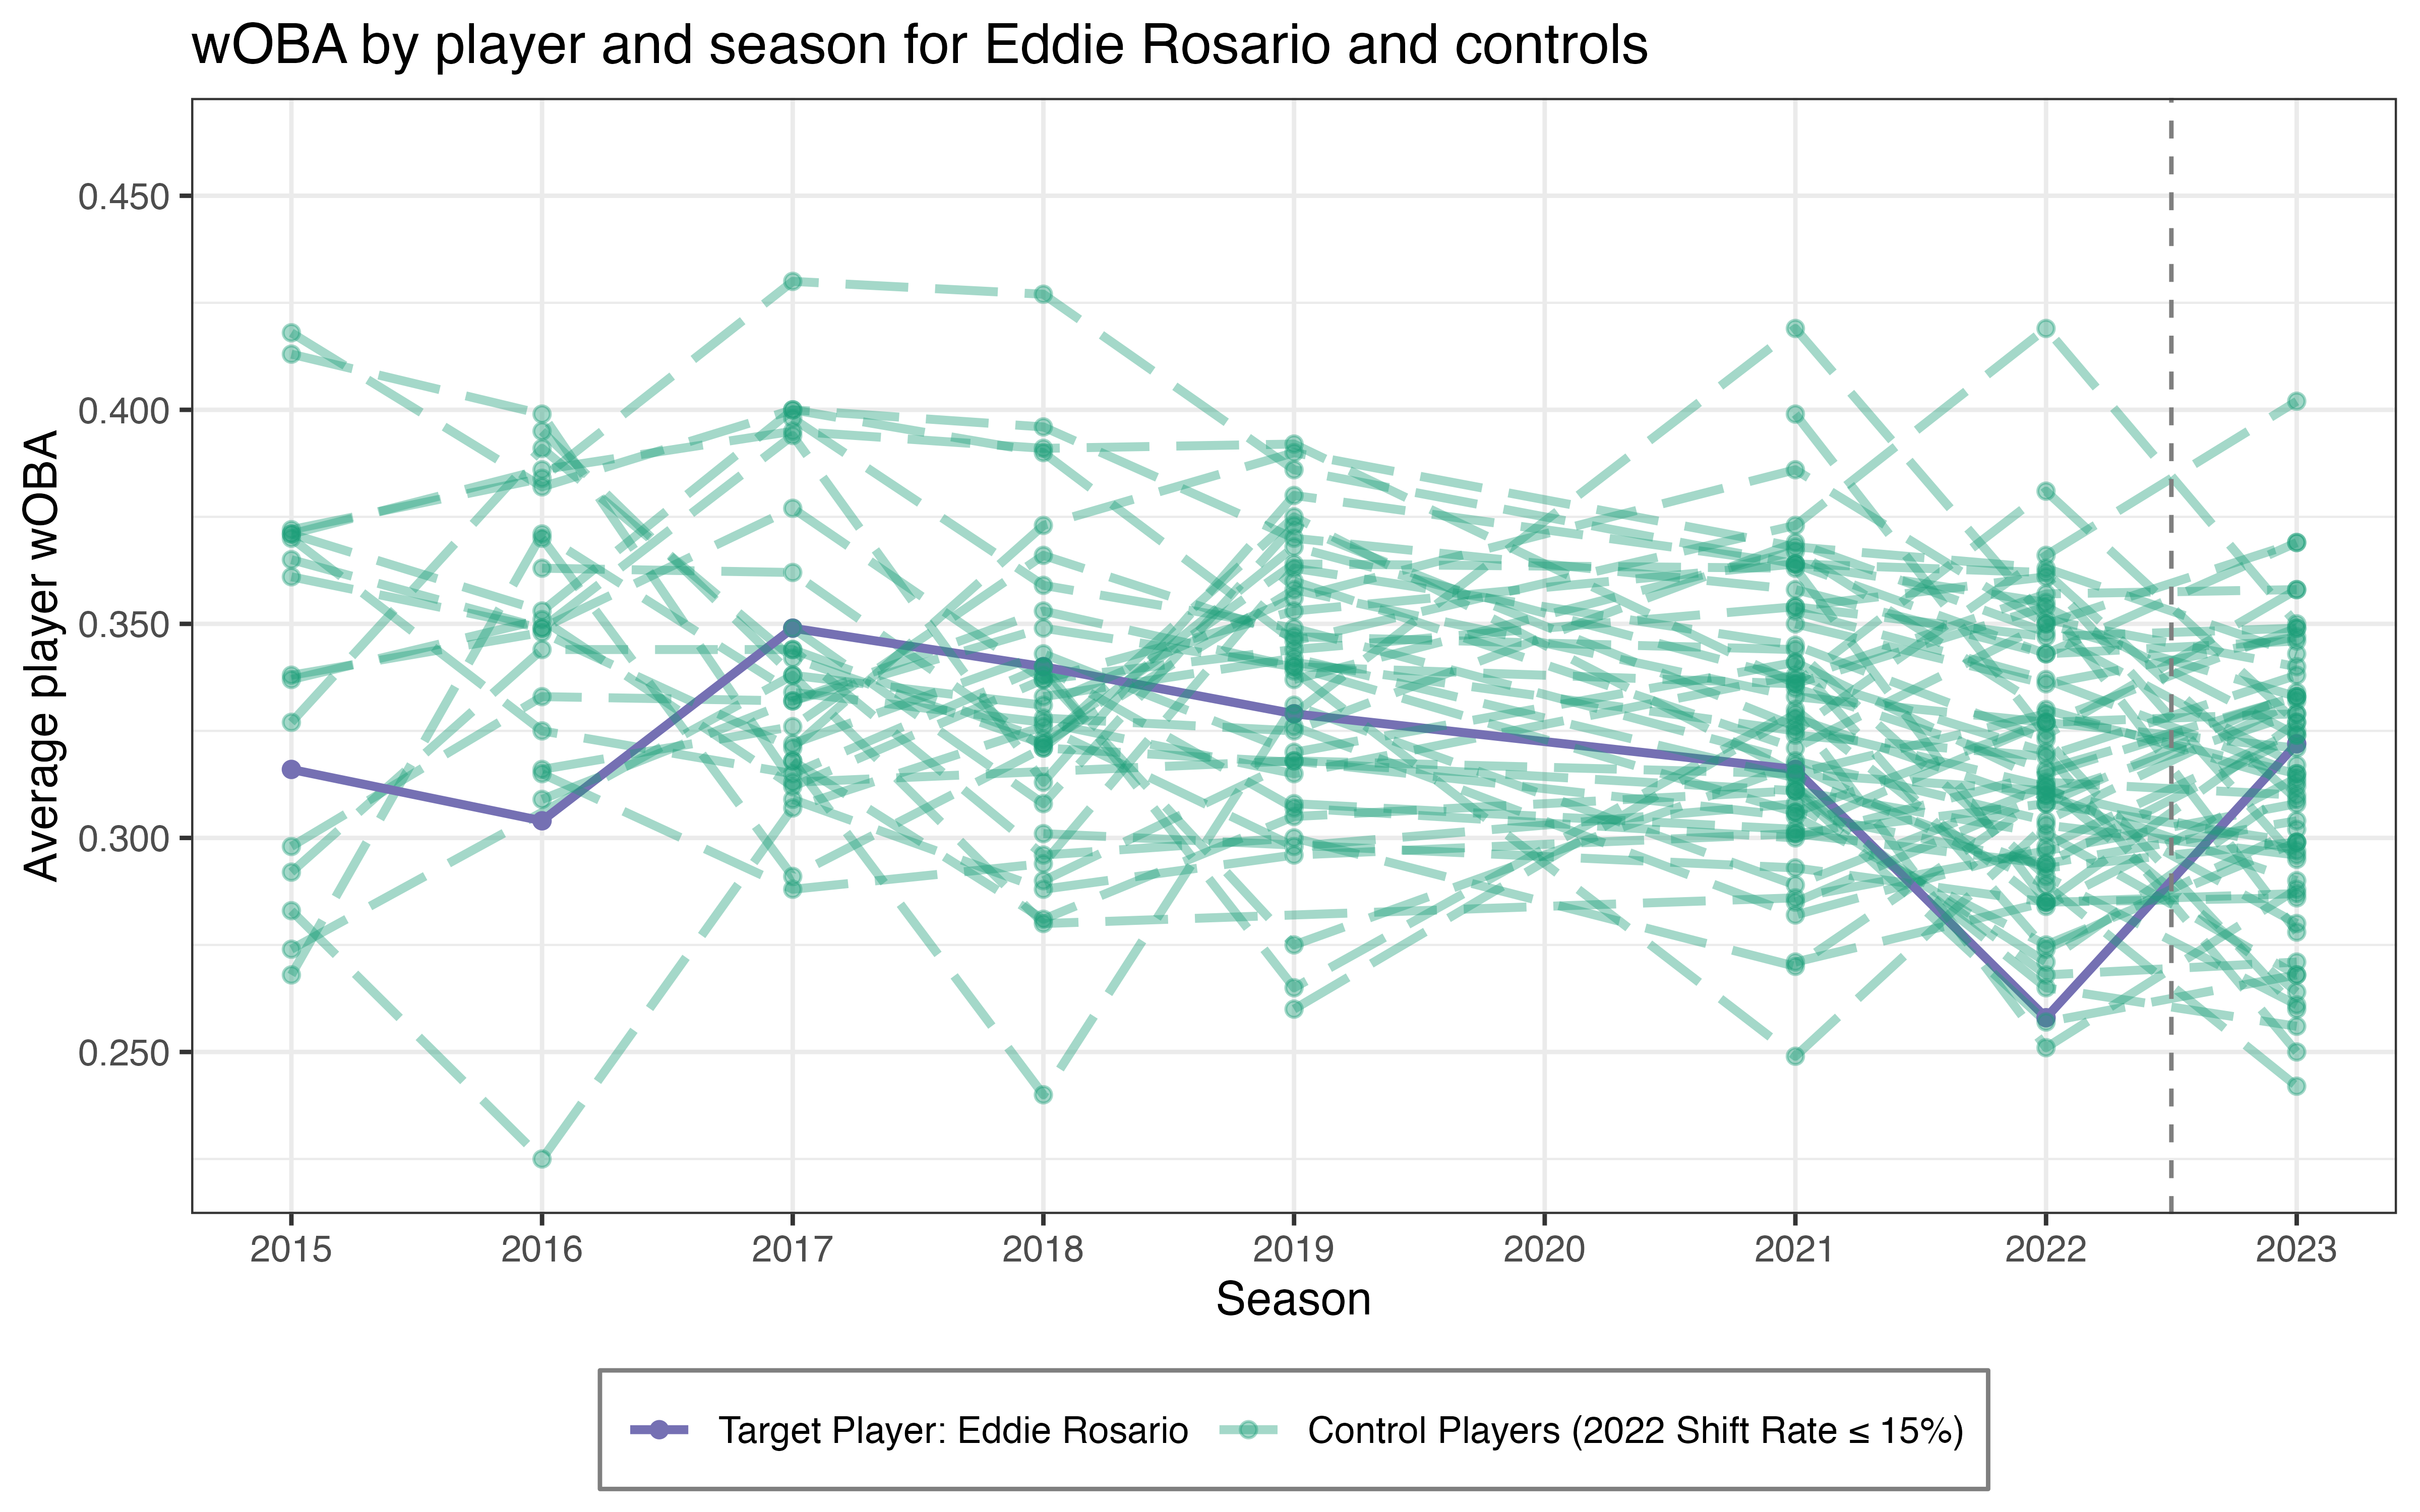 wOBA by player and season for Eddie Rosario and controls
Average player wOBA
0.450
0.400
0.350
0.300
0.250
2015 2016 2017 2018 2019 2020 2021 2022 2023
Season
Target Player: Eddie Rosario
Control Players (2022 Shift Rate ≤ 15%)